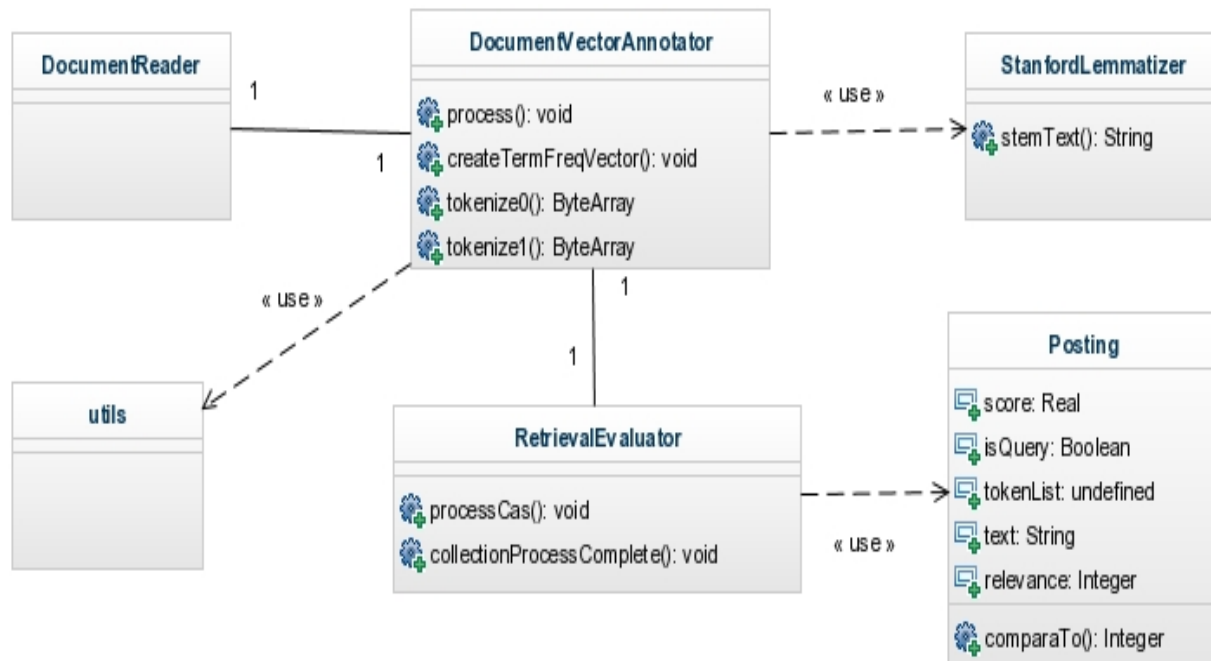 DocumentReader
1
1
DocumentVectorAnnotator
process(): void
createTermFreqVector(): void
tokenize0(): ByteArray
tokenize1(): ByteArray
« use »
StanfordLemmatizer
stemText(): String
« use »
1
1
utils
RetrievalEvaluator
processCas(): void
collectionProcessComplete(): void
« use »
Posting
score: Real
isQuery: Boolean
tokenList: undefined
text: String
relevance: Integer
comparaTo(): Integer